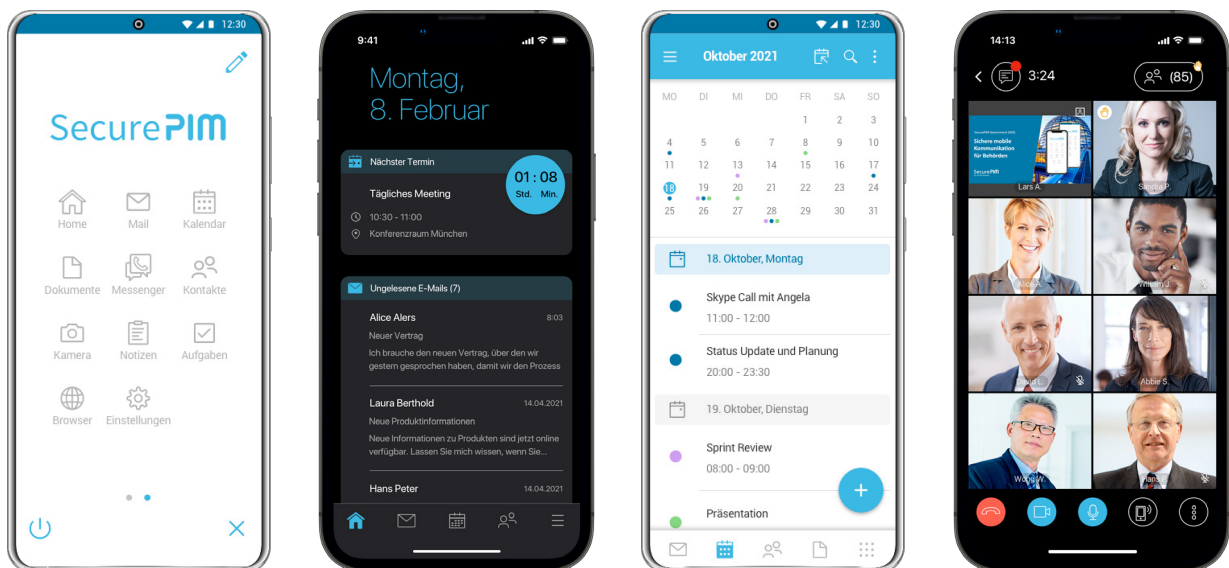 12:30
SecurePIM
Home Mail Kalendar
Dokumente Messenger Kontakte
Kamera Notizen Aufgaben
Browser Einstellungen
9:41
Montag,
8. Februar
Nächster Termin
01 : 08
Std. Min.
Tägliches Meeting
10:30 - 11:00
Konferenzraum München
Ungelesene E-Mails (7)
Alice Alers 8:03
Neuer Vertrag
Ich brauche den neuen Vertrag, über den wir
gestern gesprochen haben, damit wir den Prozess
Laura Berthold 14.04.2021
Neue Produktinformationen
Neue Informationen zu Produkten sind jetzt online
verfügbar. Lassen Sie mich wissen, wenn Sie...
Hans Peter 14.04.2021
12:30
Oktober 2021
MO DI MI DO FR SA SO
1 2 3
4 5 6 7 8 9 10
11 12 13 14 15 16 17
18 19 20 21 22 23 24
25 26 27 28 29 30 31
18. Oktober, Montag
Skype Call mit Angela
11:00 - 12:00
Status Update und Planung
20:00 - 23:30
19. Oktober, Dienstag
Sprint Review
08:00 - 09:00
+
Präsentation
14:13
3:24 (85)
Sichere mobile
Kommunikation
für Behörden
SecurePIM
Lars A. Sandra P.
Alice A. William J.
David L. Abbie S.
Wong W.